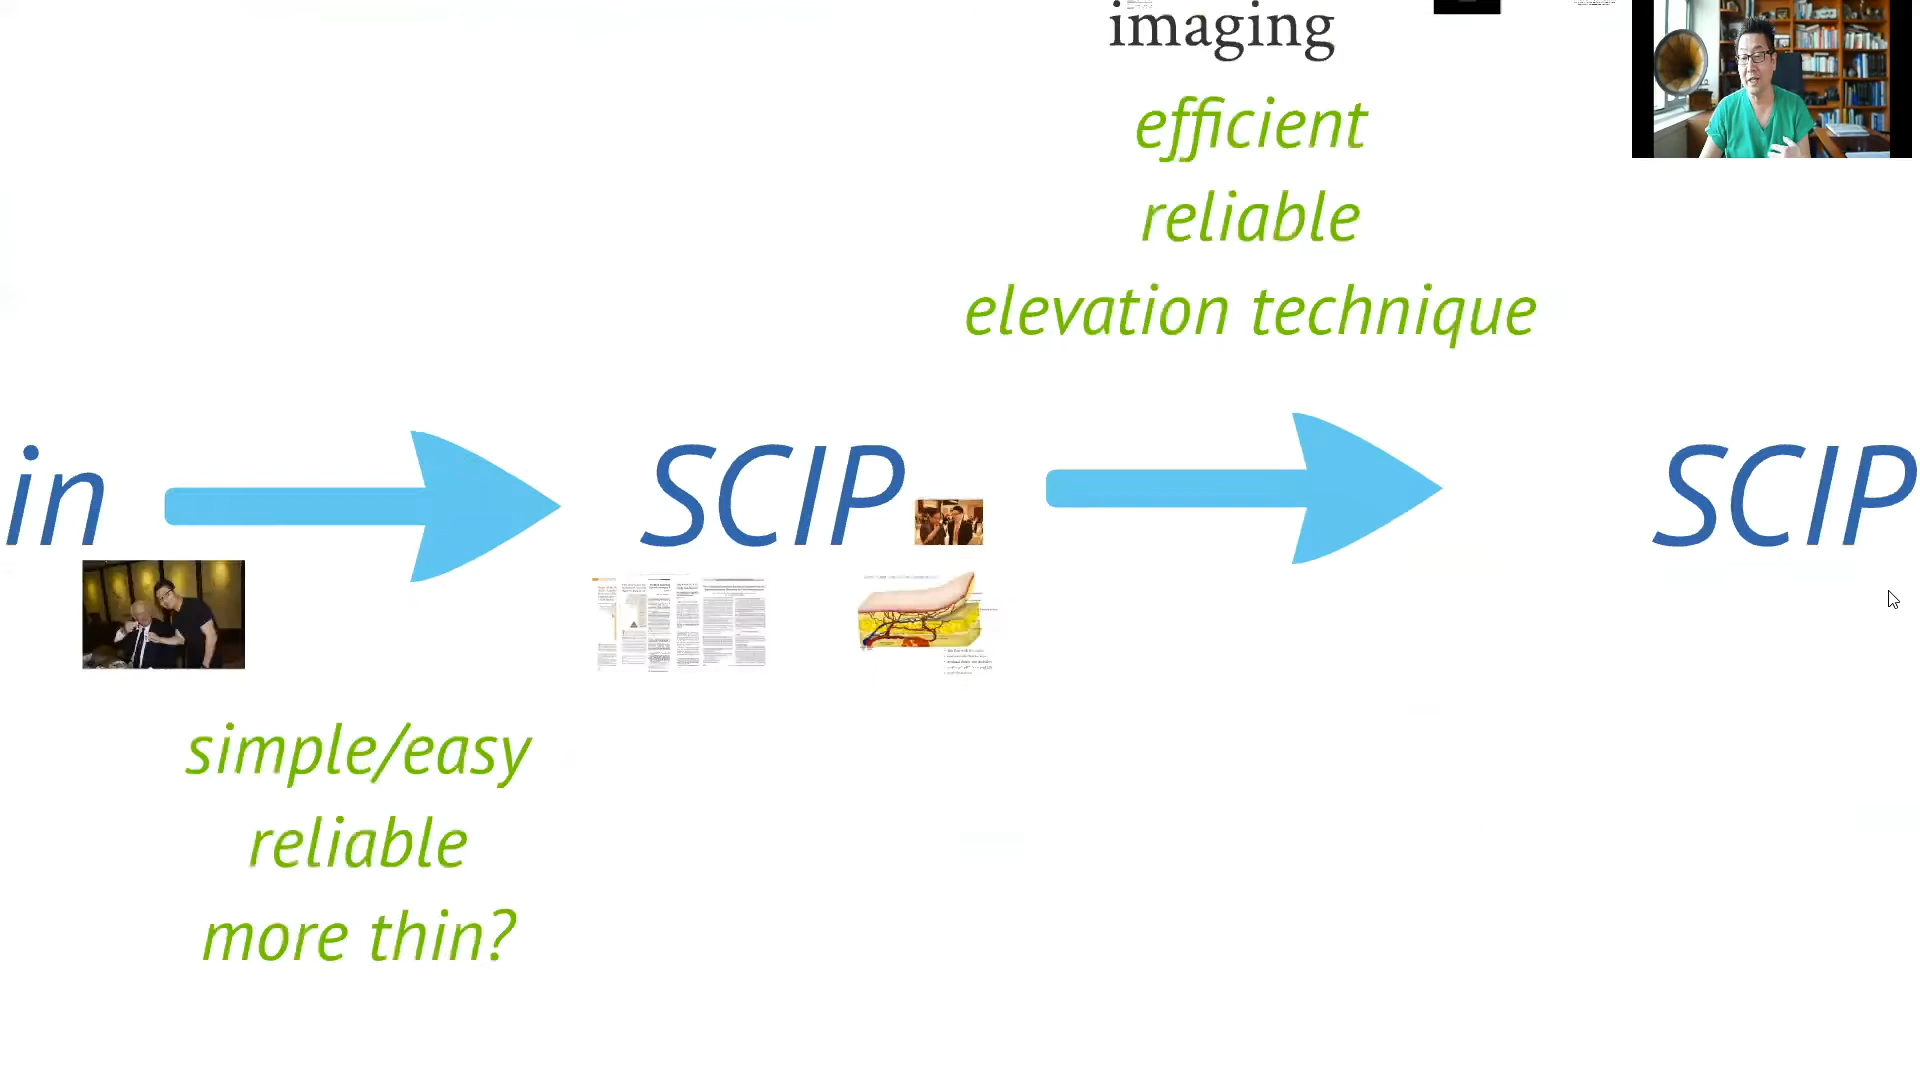 imaging
efficient
reliable
elevation technique
in
SCIP
SCIP
simple/easy
reliable
more thin?